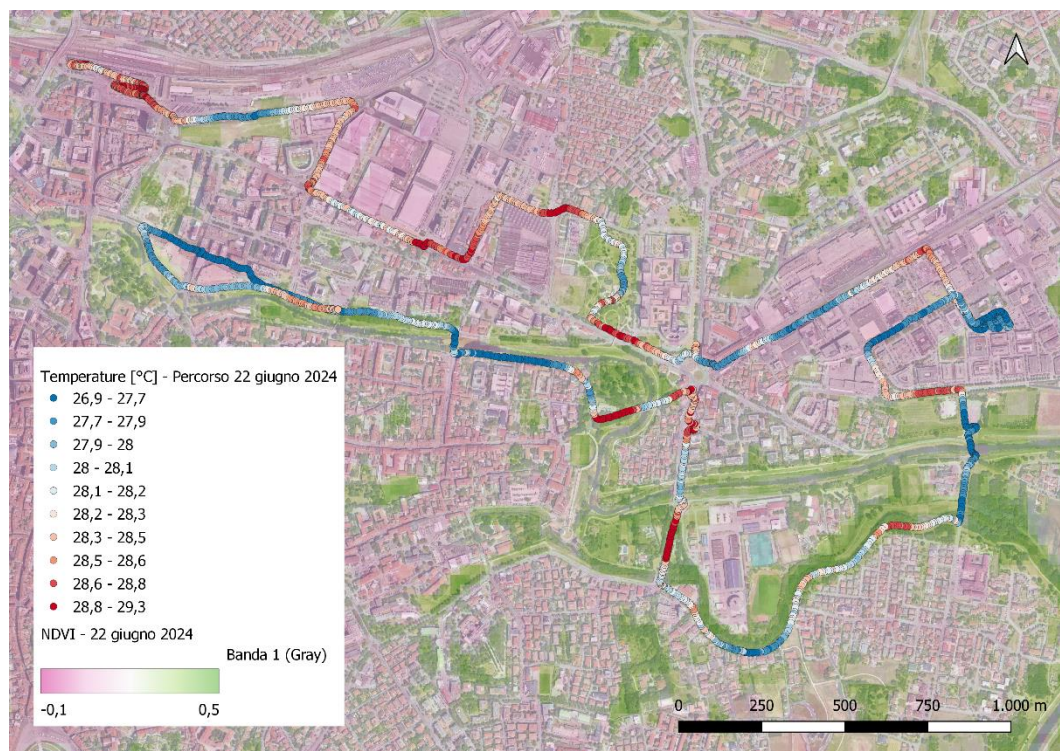 Temperature [°C] - Percorso 22 giugno 2024
26,9 - 27,7
27,7 - 27,9
27,9 - 28
28 - 28,1
28,1 - 28,2
28,2 - 28,3
28,3 - 28,5
28,5 - 28,6
28,6 - 28,8
28,8 - 29,3
NDVI - 22 giugno 2024
Banda 1 (Gray)
-0,1 0,5
0 250 500 750 1.000 m